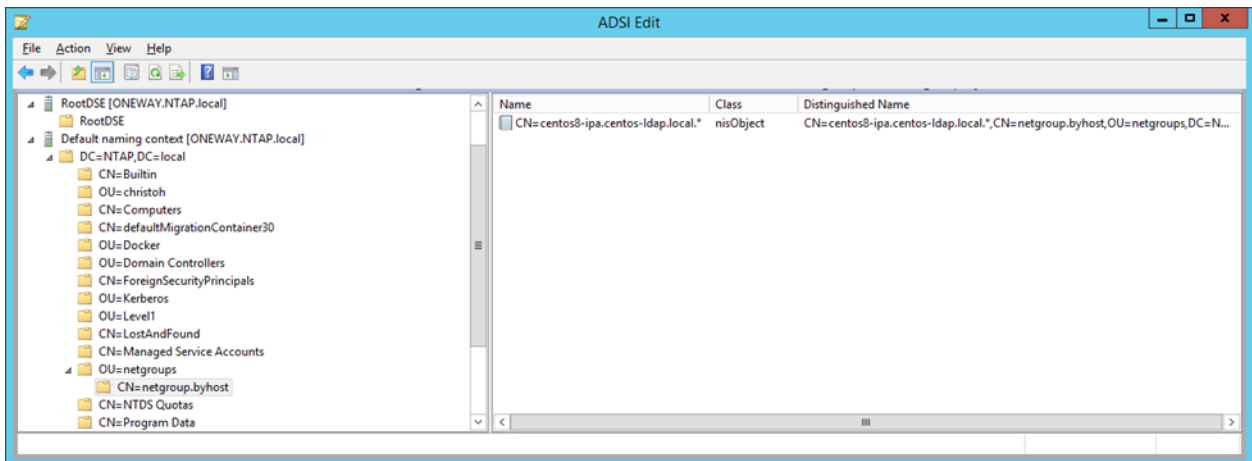 ADSI Edit
File Action View Help
RootDSE [ONEWAY.NTAP.local]
RootDSE
Default naming context [ONEWAY.NTAP.local]
DC=NTAP,DC=local
CN=Builtin
OU=christoh
CN=Computers
CN=defaultMigrationContainer30
OU=Docker
OU=Domain Controllers
CN=ForeignSecurityPrincipals
OU=Kerberos
OU=Level1
CN=LostAndFound
CN=Managed Service Accounts
OU=netgroups
CN=netgroup.byhost
CN=NTDS Quotas
CN=Program Data
Name Class Distinguished Name
CN=centos8-ipa.centos-ldap.local.* nisObject CN=centos8-ipa.centos-ldap.local.*,CN=netgroup.byhost,OU=netgroups,DC=N...